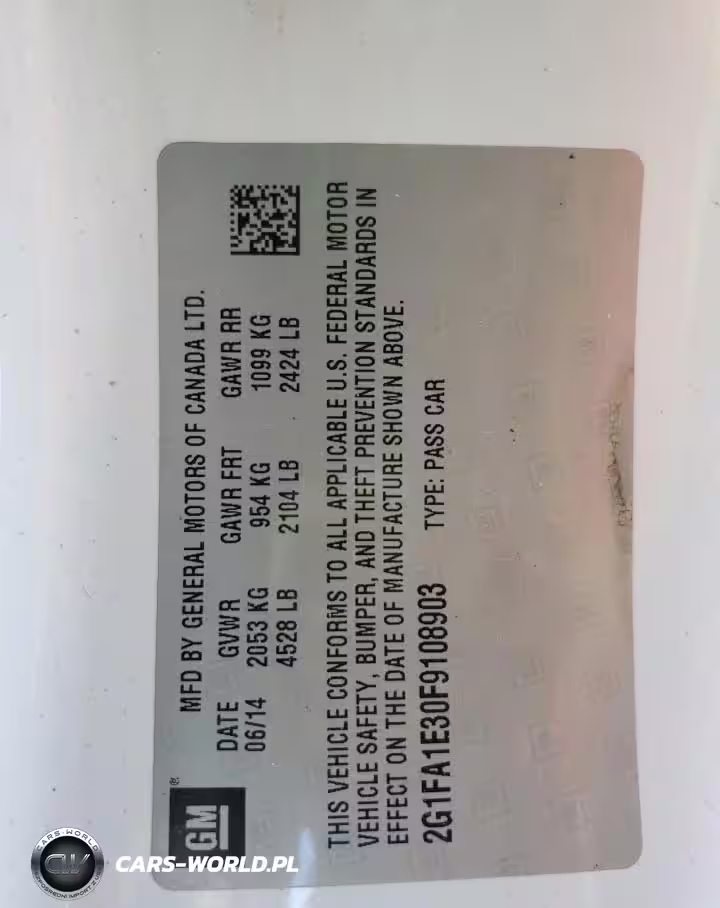 MFD BY GENERAL MOTORS OF CANADA LTD.
DATE GVWR GAWR FRT GAWR RR
06/14 2053 KG 954 KG 1099 KG
4528 LB 2104 LB 2424 LB
THIS VEHICLE CONFORMS TO ALL APPLICABLE U.S. FEDERAL MOTOR
VEHICLE SAFETY, BUMPER, AND THEFT PREVENTION STANDARDS IN
EFFECT ON THE DATE OF MANUFACTURE SHOWN ABOVE.
2G1FA1E30F9108903 TYPE: PASS CAR
GM®
CARS-WORLD
CW
CARS-WORLD.PL